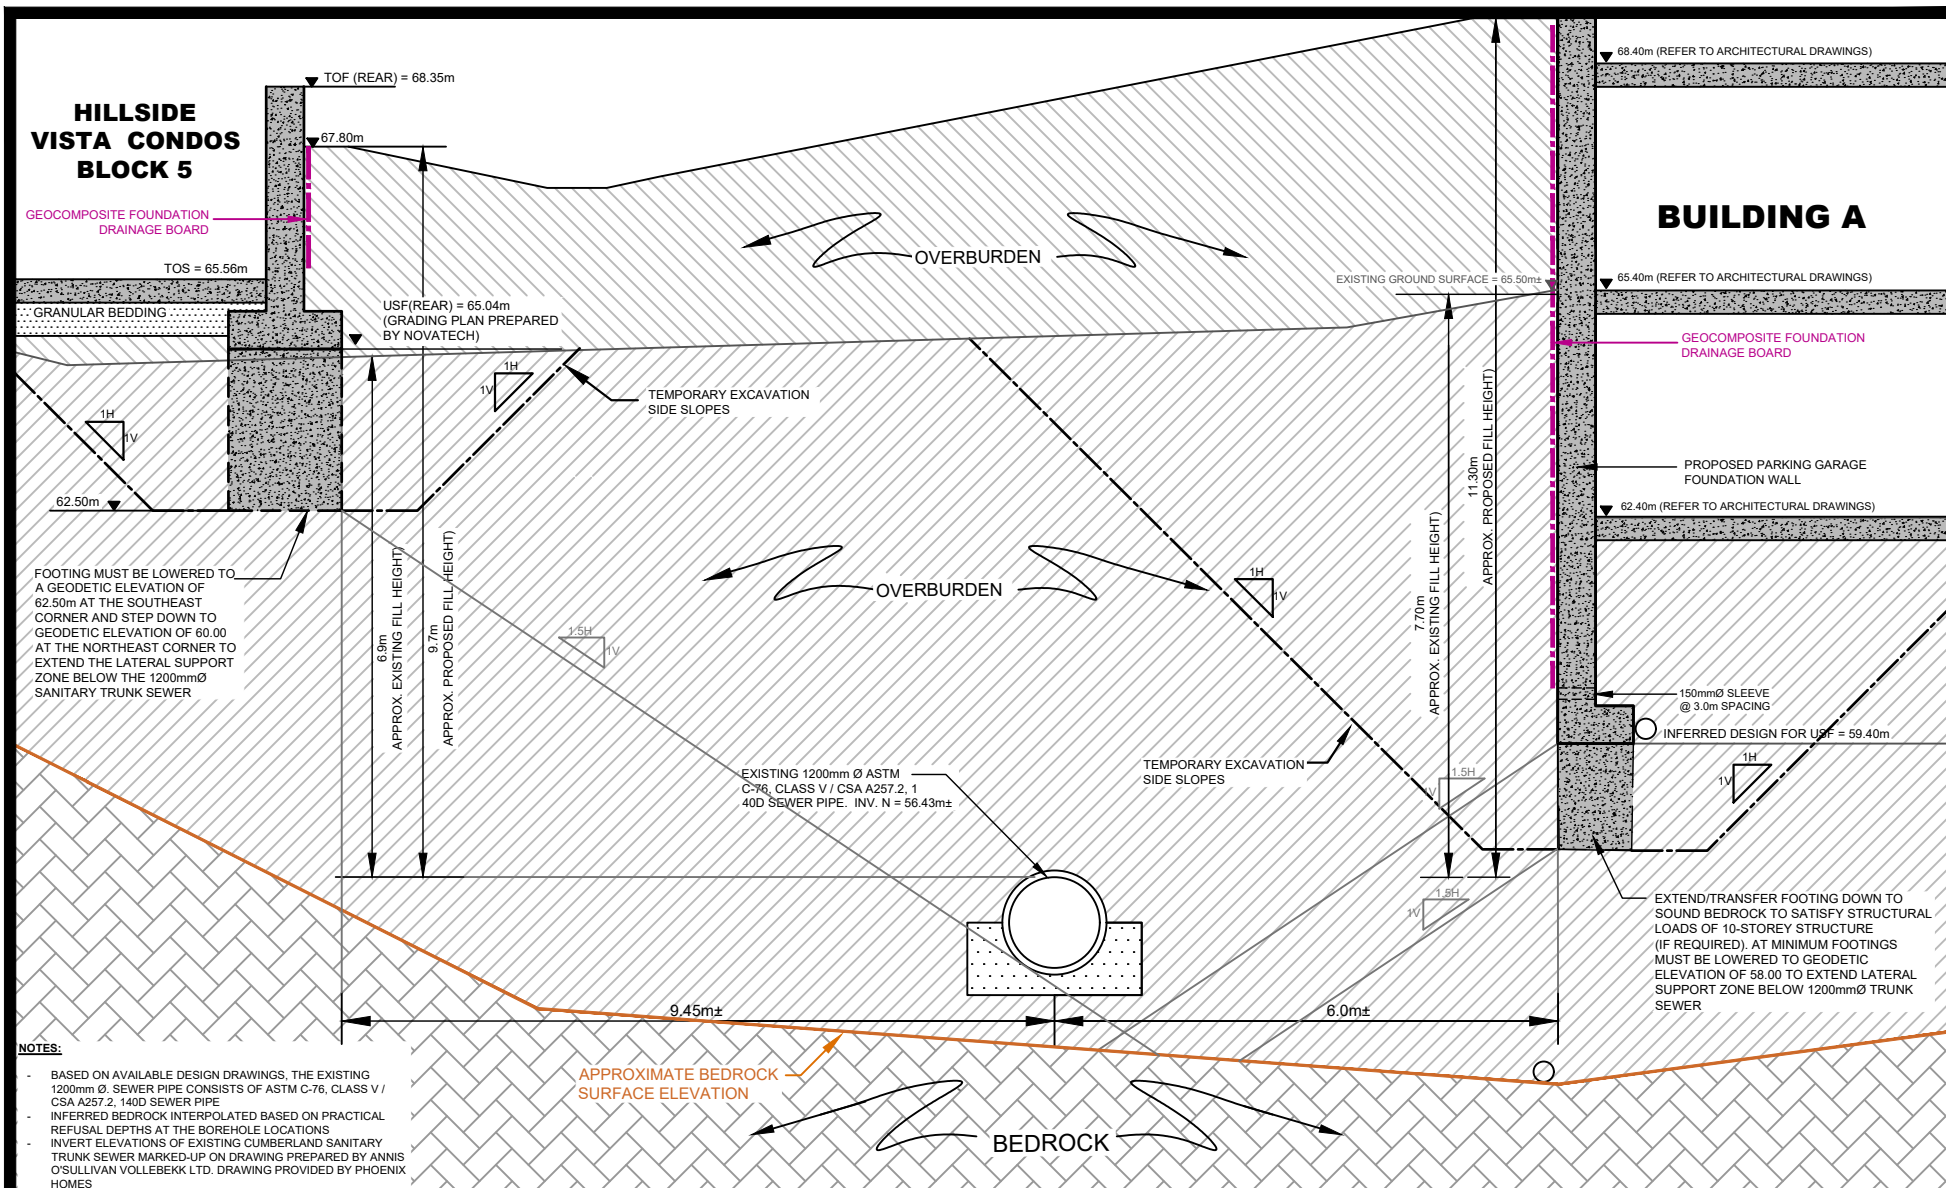 HILLSIDE
VISTA CONDOS
BLOCK 5
TOF (REAR) = 68.35m
67.80m
GEOCOMPOSITE FOUNDATION
DRAINAGE BOARD
TOS = 65.56m
GRANULAR BEDDING
USF(REAR) = 65.04m
(GRADING PLAN PREPARED
BY NOVATECH)
1H
1V
TEMPORARY EXCAVATION
SIDE SLOPES
1H
1V
62.50m
FOOTING MUST BE LOWERED TO
A GEODETIC ELEVATION OF
62.50m AT THE SOUTHEAST
CORNER AND STEP DOWN TO
GEODETIC ELEVATION OF 60.00
AT THE NORTHEAST CORNER TO
EXTEND THE LATERAL SUPPORT
ZONE BELOW THE 1200mmØ
SANITARY TRUNK SEWER
6.9m
APPROX. EXISTING FILL HEIGHT)
9.7m
APPROX. PROPOSED FILL HEIGHT)
1.5H
1V
OVERBURDEN
OVERBURDEN
EXISTING 1200mm Ø ASTM
C-76, CLASS V / CSA A257.2, 1
40D SEWER PIPE. INV. N = 56.43m±
9.45m±
6.0m±
APPROXIMATE BEDROCK
SURFACE ELEVATION
BEDROCK
1H
1V
TEMPORARY EXCAVATION
SIDE SLOPES
1.5H
1V
1.5H
1V
7.70m
APPROX. EXISTING FILL HEIGHT)
11.30m
APPROX. PROPOSED FILL HEIGHT)
EXISTING GROUND SURFACE = 65.50m±
68.40m (REFER TO ARCHITECTURAL DRAWINGS)
BUILDING A
65.40m (REFER TO ARCHITECTURAL DRAWINGS)
GEOCOMPOSITE FOUNDATION
DRAINAGE BOARD
PROPOSED PARKING GARAGE
FOUNDATION WALL
62.40m (REFER TO ARCHITECTURAL DRAWINGS)
150mmØ SLEEVE
@ 3.0m SPACING
INFERRED DESIGN FOR USF = 59.40m
1H
1V
EXTEND/TRANSFER FOOTING DOWN TO
SOUND BEDROCK TO SATISFY STRUCTURAL
LOADS OF 10-STOREY STRUCTURE
(IF REQUIRED). AT MINIMUM FOOTINGS
MUST BE LOWERED TO GEODETIC
ELEVATION OF 58.00 TO EXTEND LATERAL
SUPPORT ZONE BELOW 1200mmØ TRUNK
SEWER
NOTES:
- BASED ON AVAILABLE DESIGN DRAWINGS, THE EXISTING
1200mm Ø. SEWER PIPE CONSISTS OF ASTM C-76, CLASS V /
CSA A257.2, 140D SEWER PIPE
- INFERRED BEDROCK INTERPOLATED BASED ON PRACTICAL
REFUSAL DEPTHS AT THE BOREHOLE LOCATIONS
- INVERT ELEVATIONS OF EXISTING CUMBERLAND SANITARY
TRUNK SEWER MARKED-UP ON DRAWING PREPARED BY ANNIS
O'SULLIVAN VOLLEBEKK LTD. DRAWING PROVIDED BY PHOENIX
HOMES